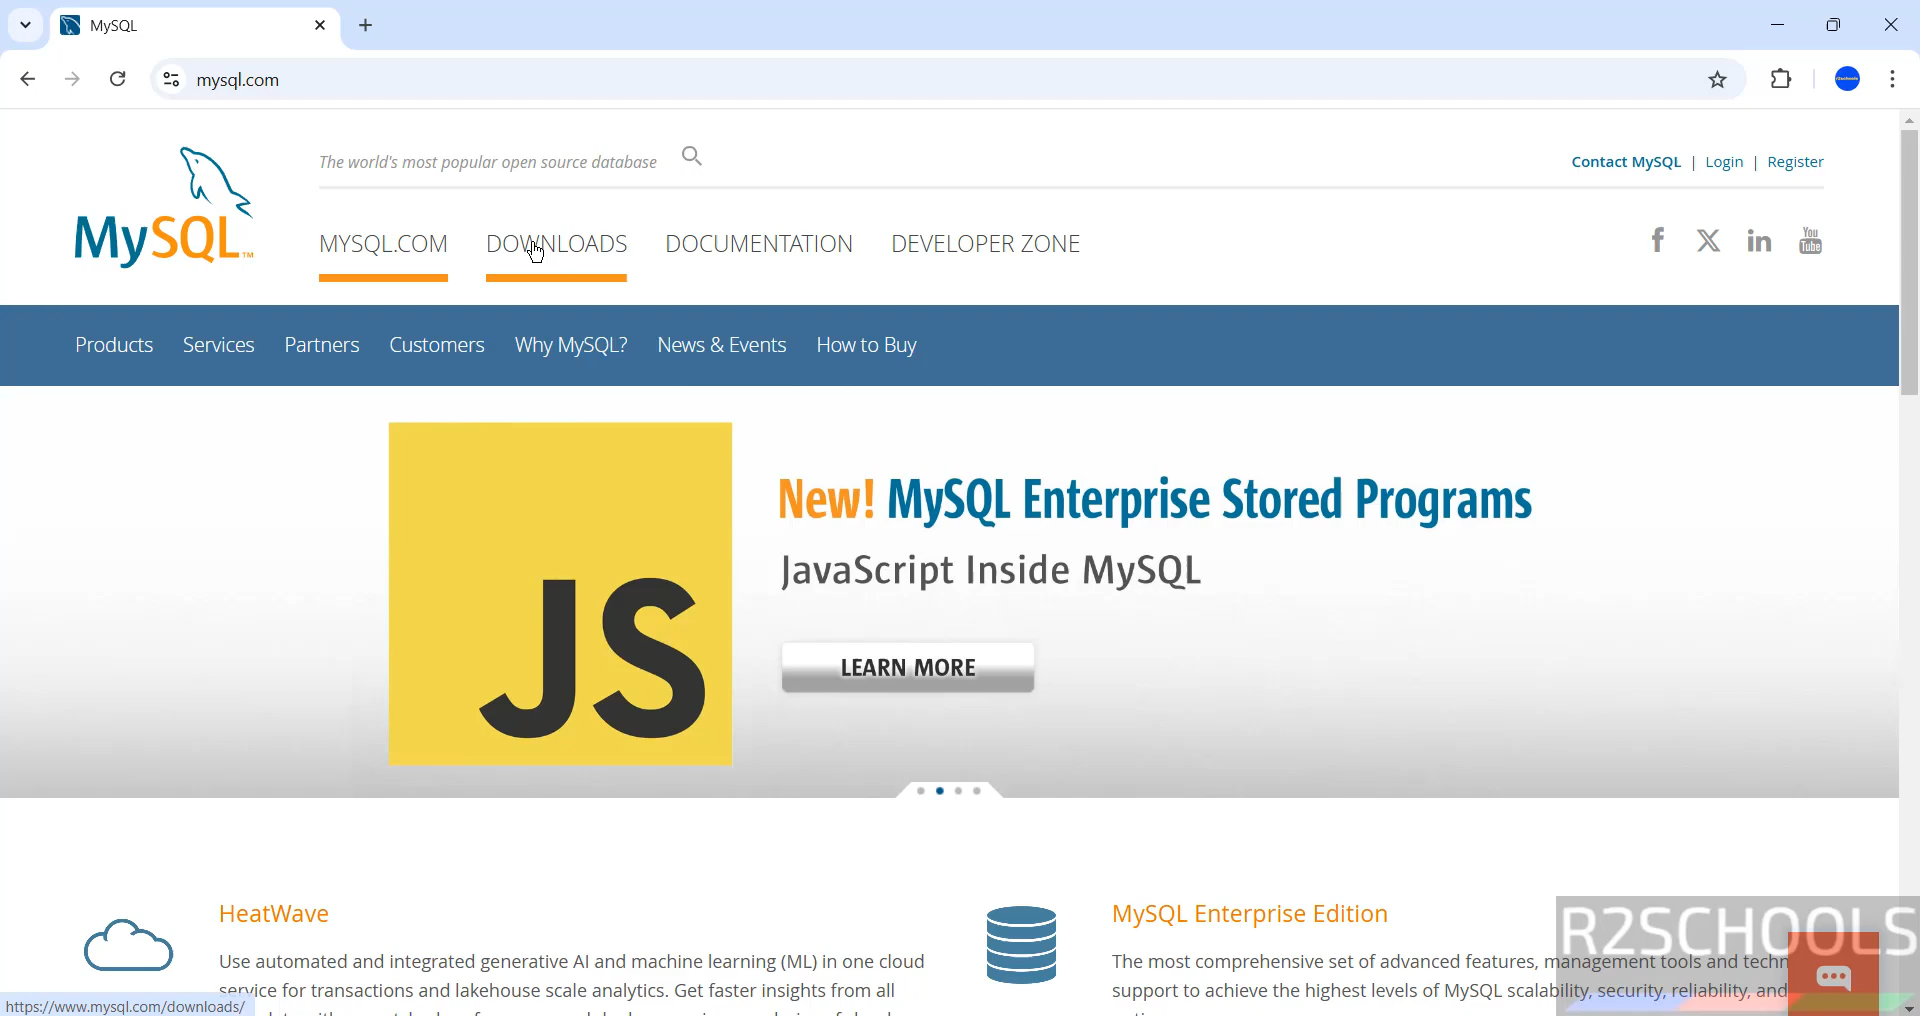 MySQL
mysql.com
The world's most popular open source database
Contact MySQL | Login | Register
MySQL™
MYSQL.COM DOWNLOADS DOCUMENTATION DEVELOPER ZONE
You
Tube
Products Services Partners Customers Why MySQL? News & Events How to Buy
JS
New! MySQL Enterprise Stored Programs
JavaScript Inside MySQL
LEARN MORE
HeatWave
Use automated and integrated generative AI and machine learning (ML) in one cloud
service for transactions and lakehouse scale analytics. Get faster insights from all
MySQL Enterprise Edition
The most comprehensive set of advanced features, management tools and techn
support to achieve the highest levels of MySQL scalability, security, reliability, and
R2SCHOOLS
https://www.mysql.com/downloads/